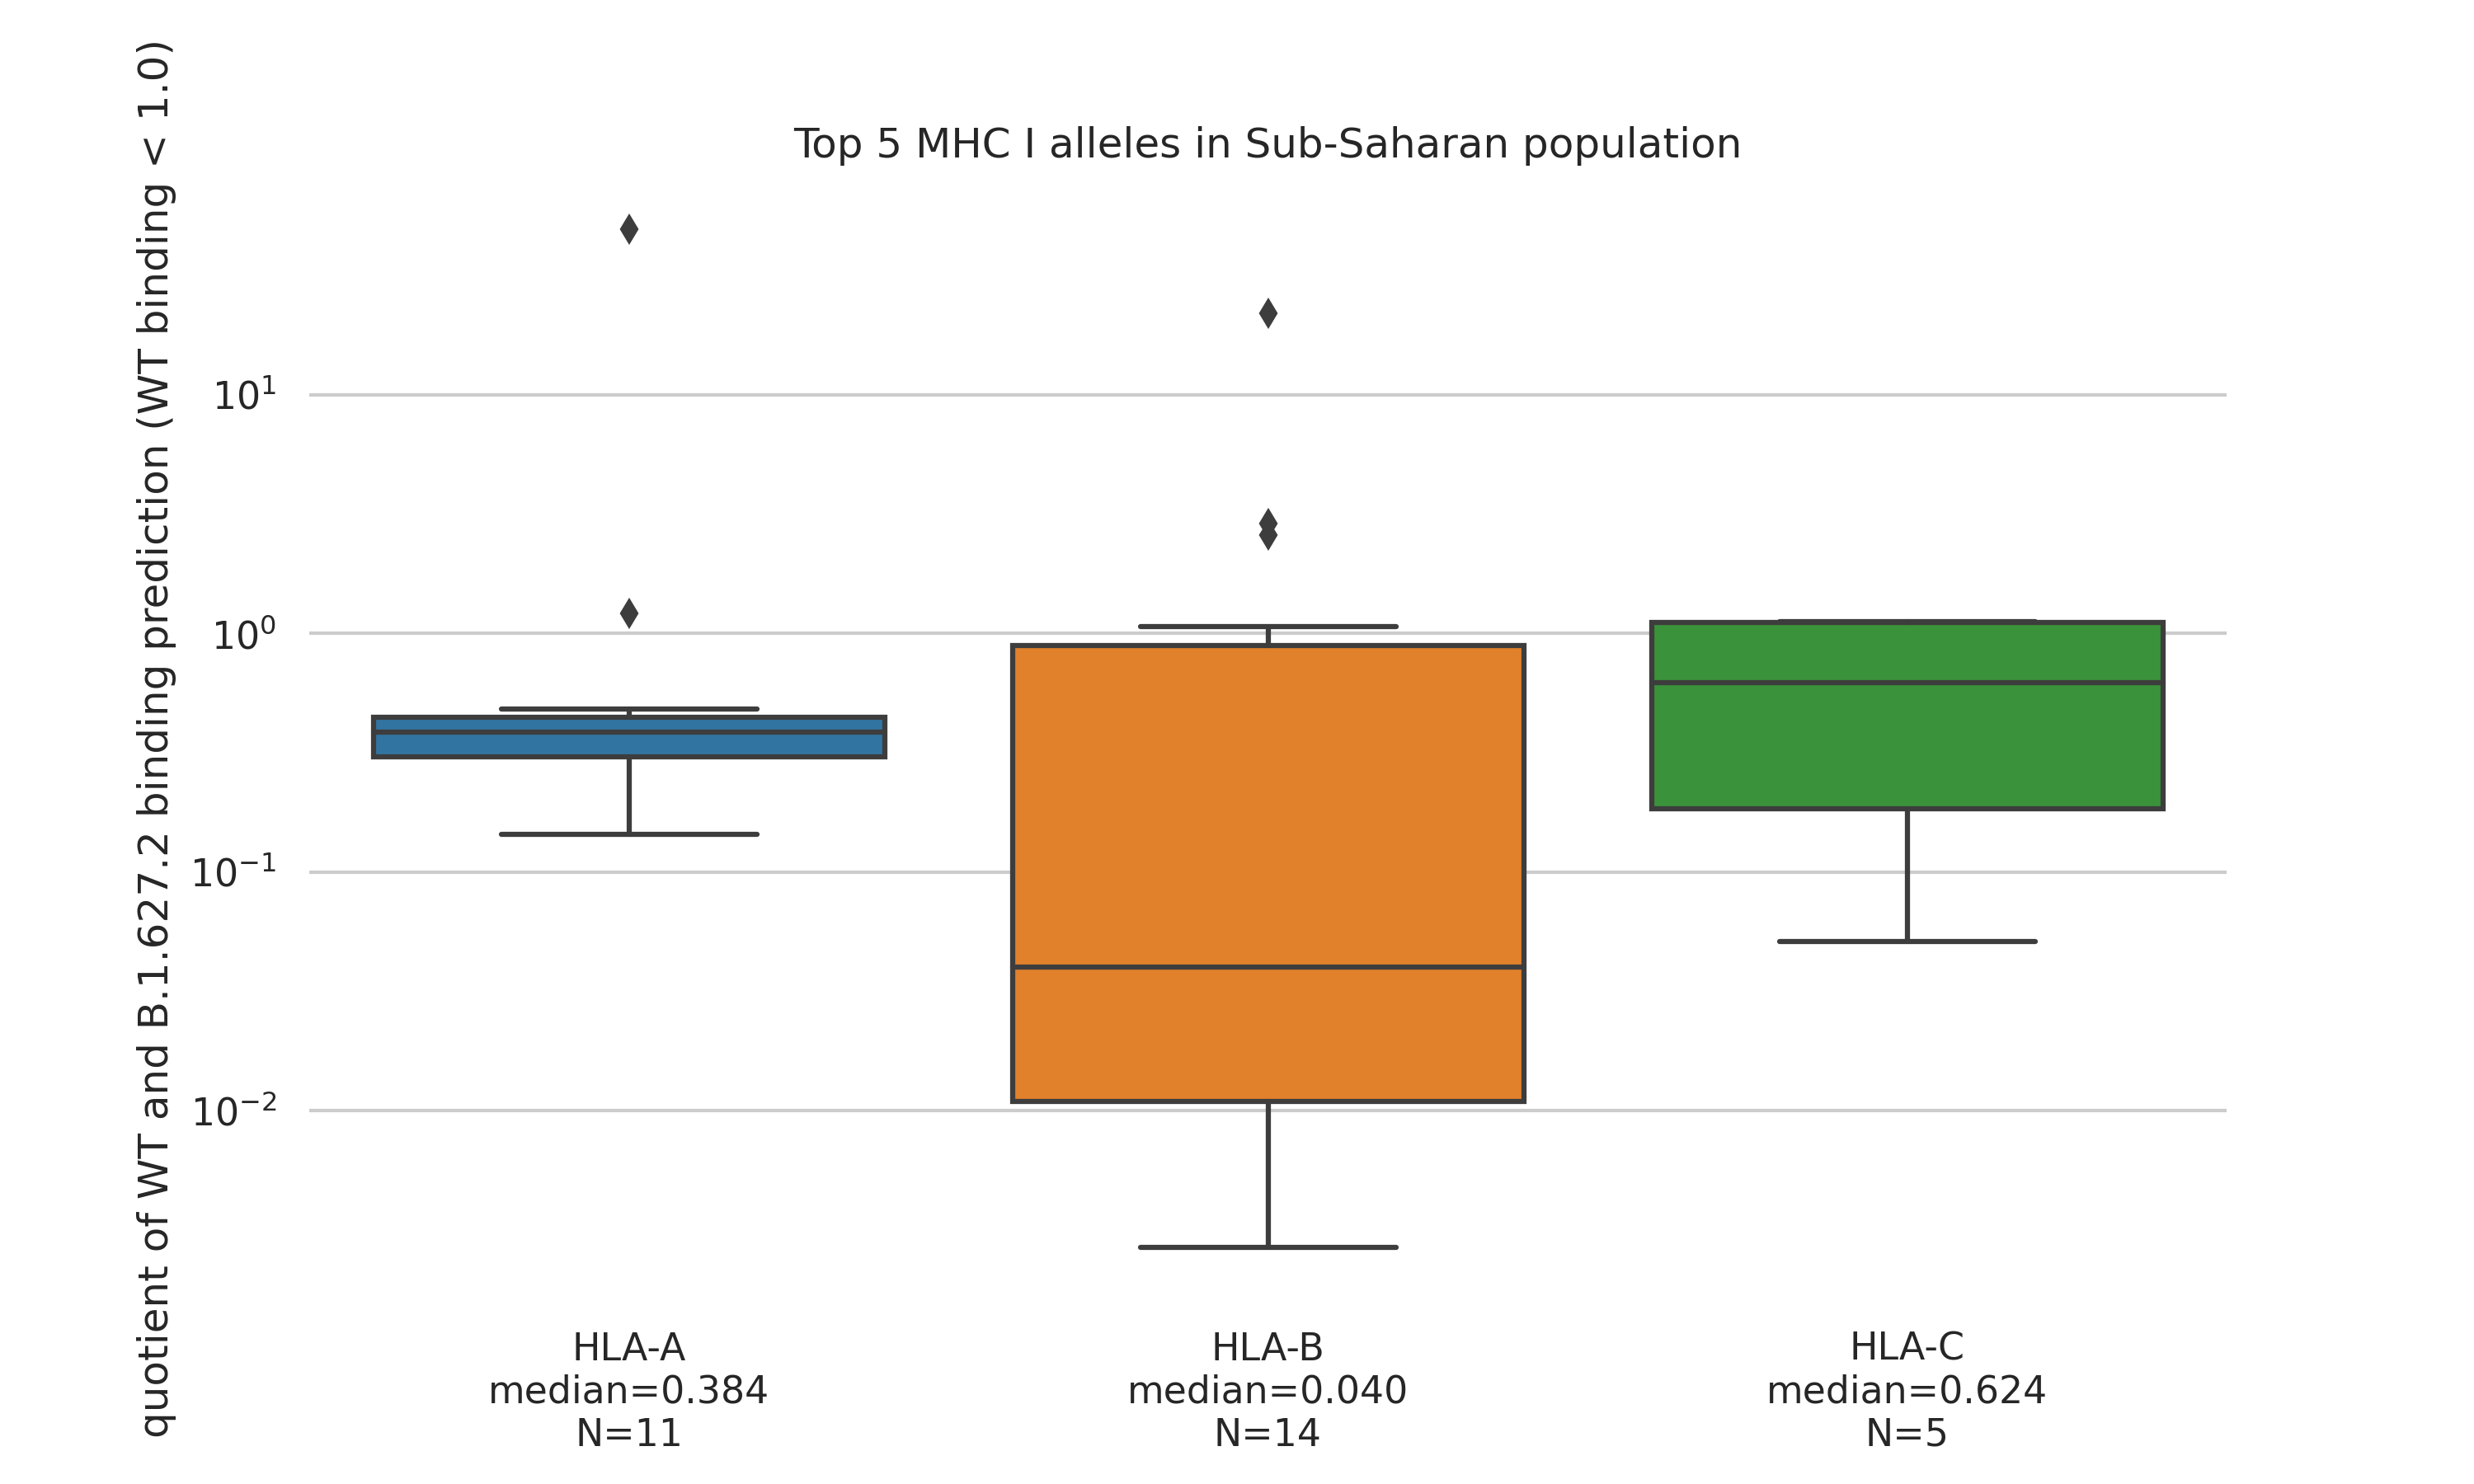 Top 5 MHC I alleles in Sub-Saharan population
quotient of WT and B.1.627.2 binding prediction (WT binding < 1.0)
10¹
10⁰
10⁻¹
10⁻²
HLA-A
median=0.384
N=11
HLA-B
median=0.040
N=14
HLA-C
median=0.624
N=5